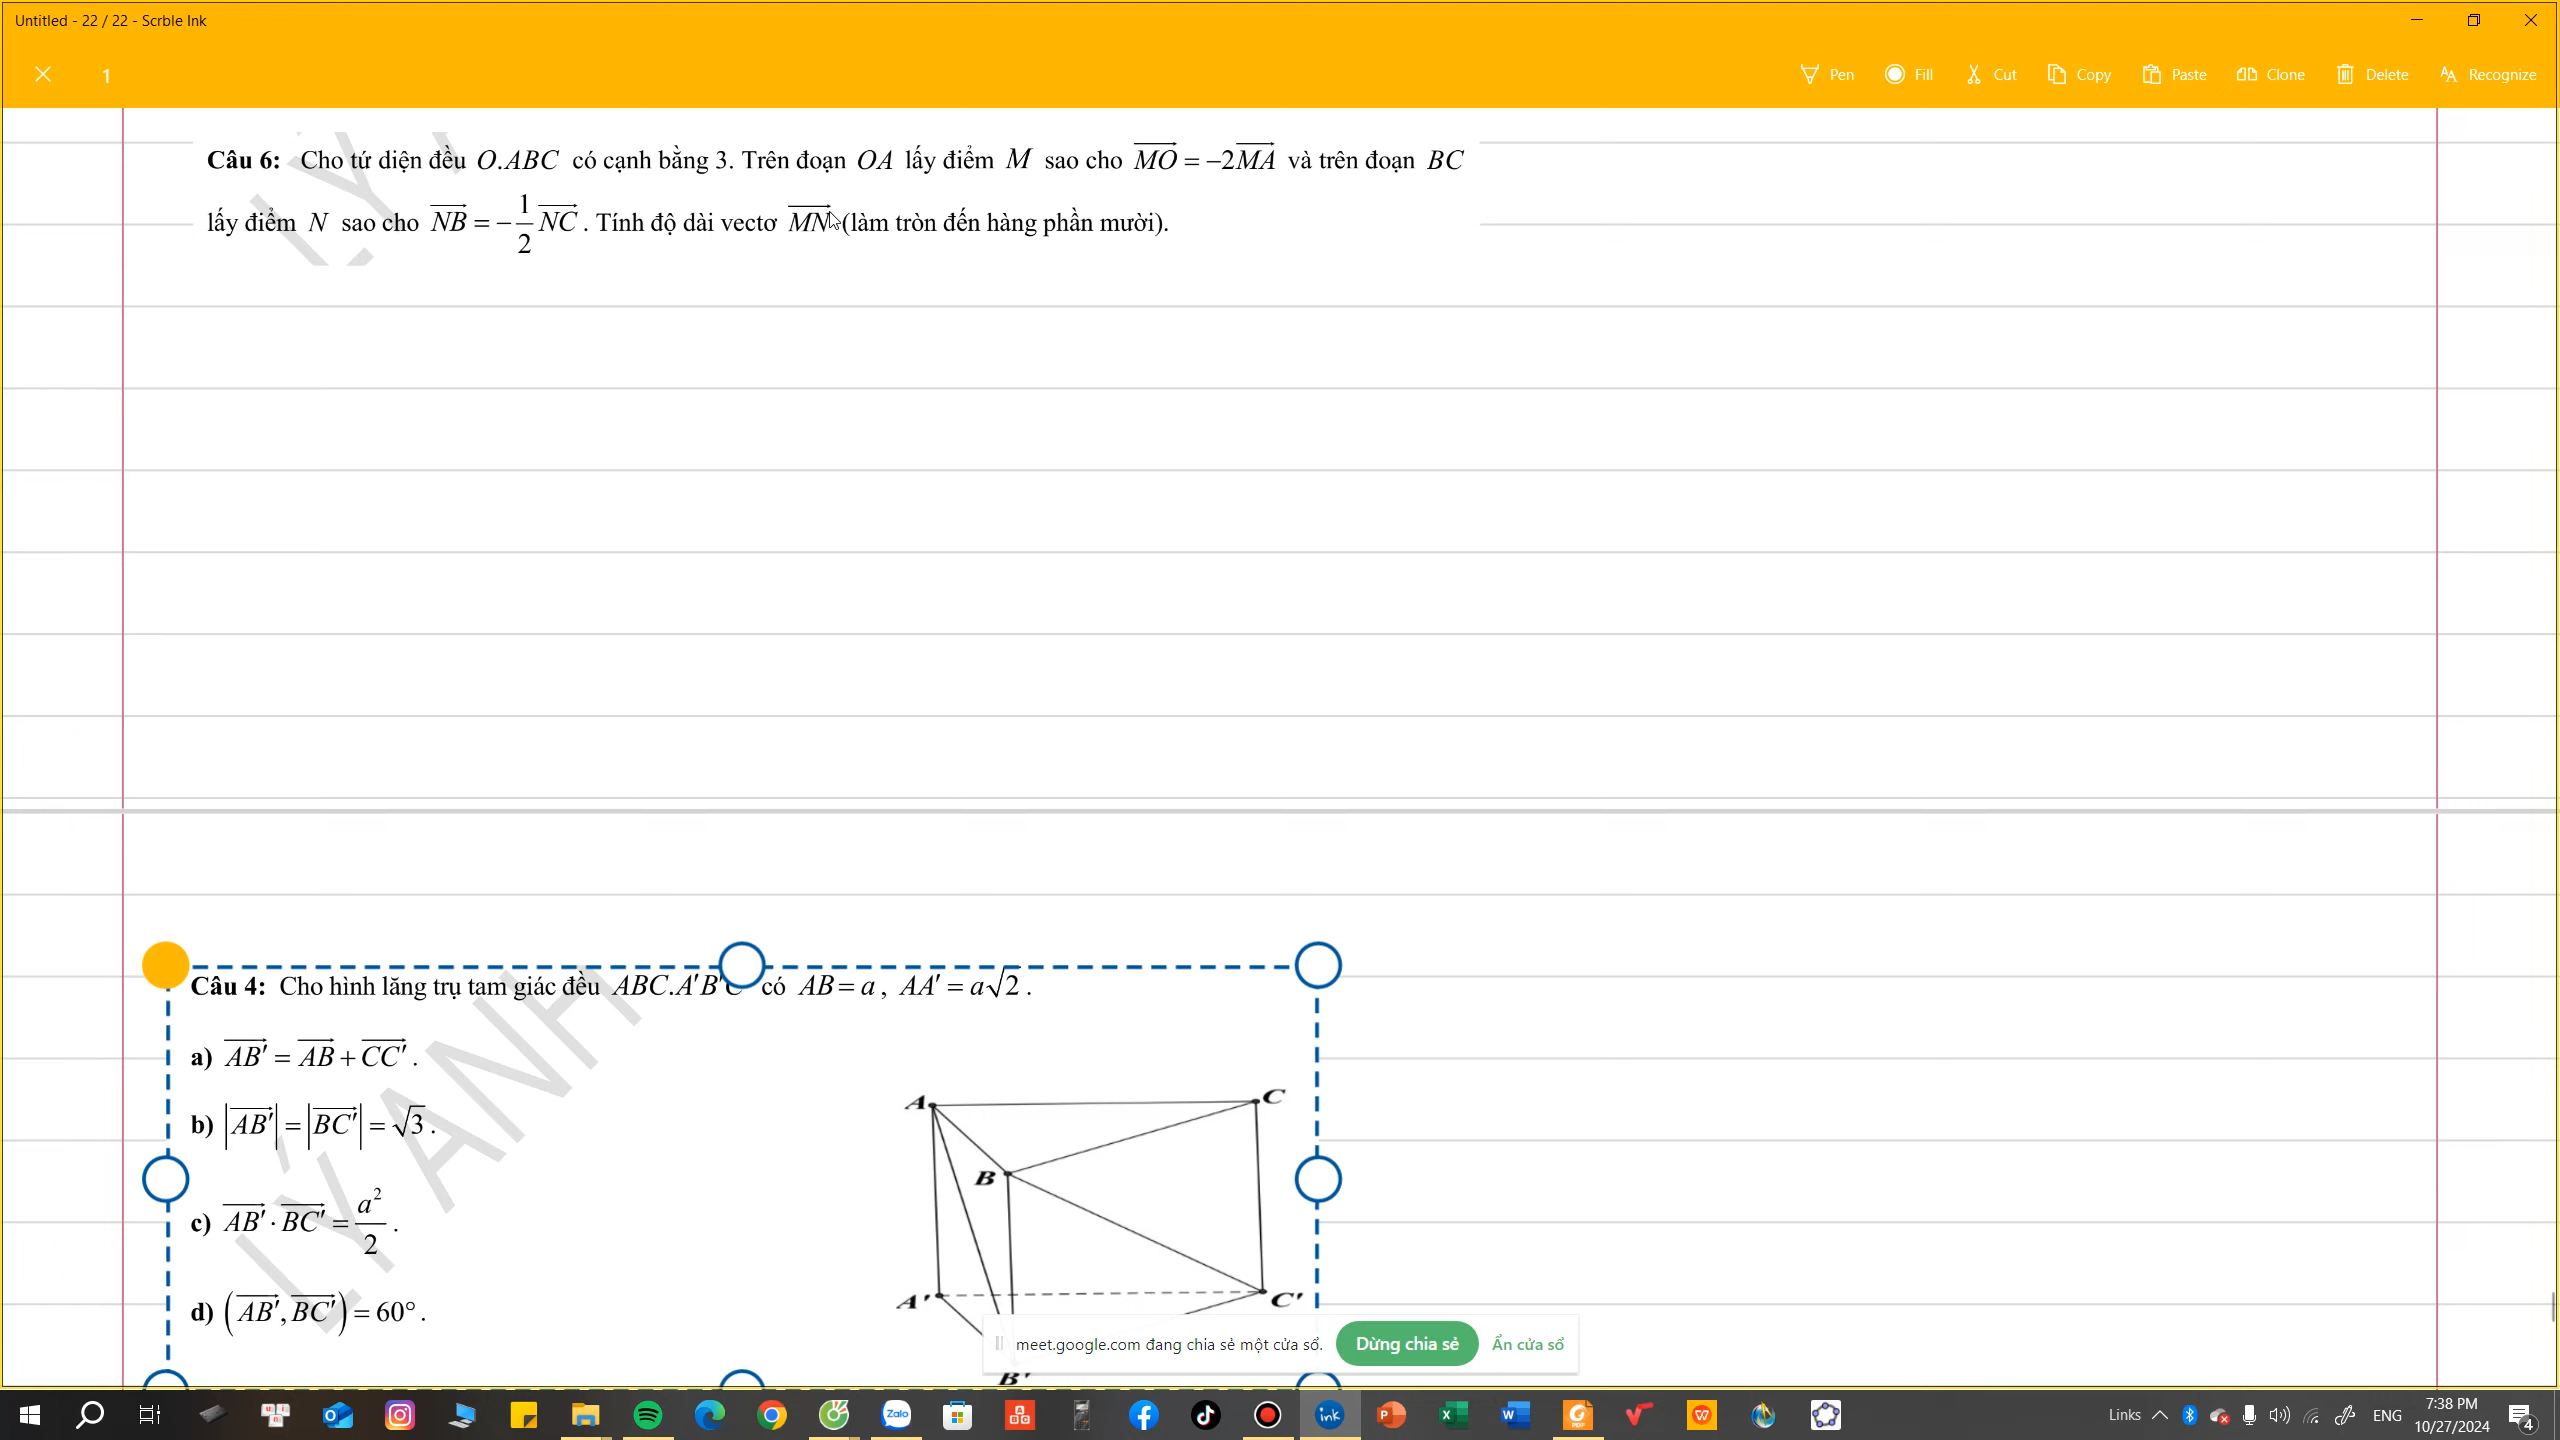 Untitled - 22 / 22 - Scrble Ink
1 Pen Fill Cut Copy Paste Clone Delete Recognize
Câu 6: Cho tứ diện đều O.ABC có cạnh bằng 3. Trên đoạn OA lấy điểm M sao cho MO = −2MA và trên đoạn BC
lấy điểm N sao cho NB = −1/2 NC. Tính độ dài vectơ MN (làm tròn đến hàng phần mười).
Câu 4: Cho hình lăng trụ tam giác đều ABC.A'B'C' có AB = a, AA' = a√2.
a) AB' = AB + CC'.
b) |AB'| = |BC'| = √3.
c) AB' · BC' = a²/2.
d) (AB', BC') = 60°.
A C
B
A' C'
B'
LÝ ANH
meet.google.com đang chia sẻ một cửa sổ. Dừng chia sẻ Ẩn cửa sổ
Zalo ink
Links ENG 7:38 PM
10/27/2024 4